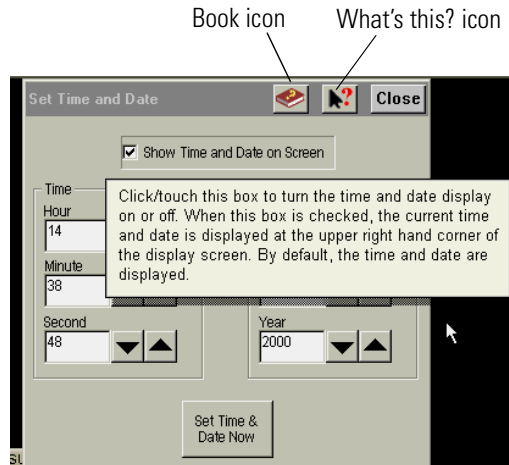 Book icon What's this? icon
Set Time and Date ? ? Close
Show Time and Date on Screen
Time
Hour
14
Click/touch this box to turn the time and date display
on or off. When this box is checked, the current time
and date is displayed at the upper right hand corner of
the display screen. By default, the time and date are
displayed.
Minute
38
Second Year
48 2000
Set Time &
Date Now